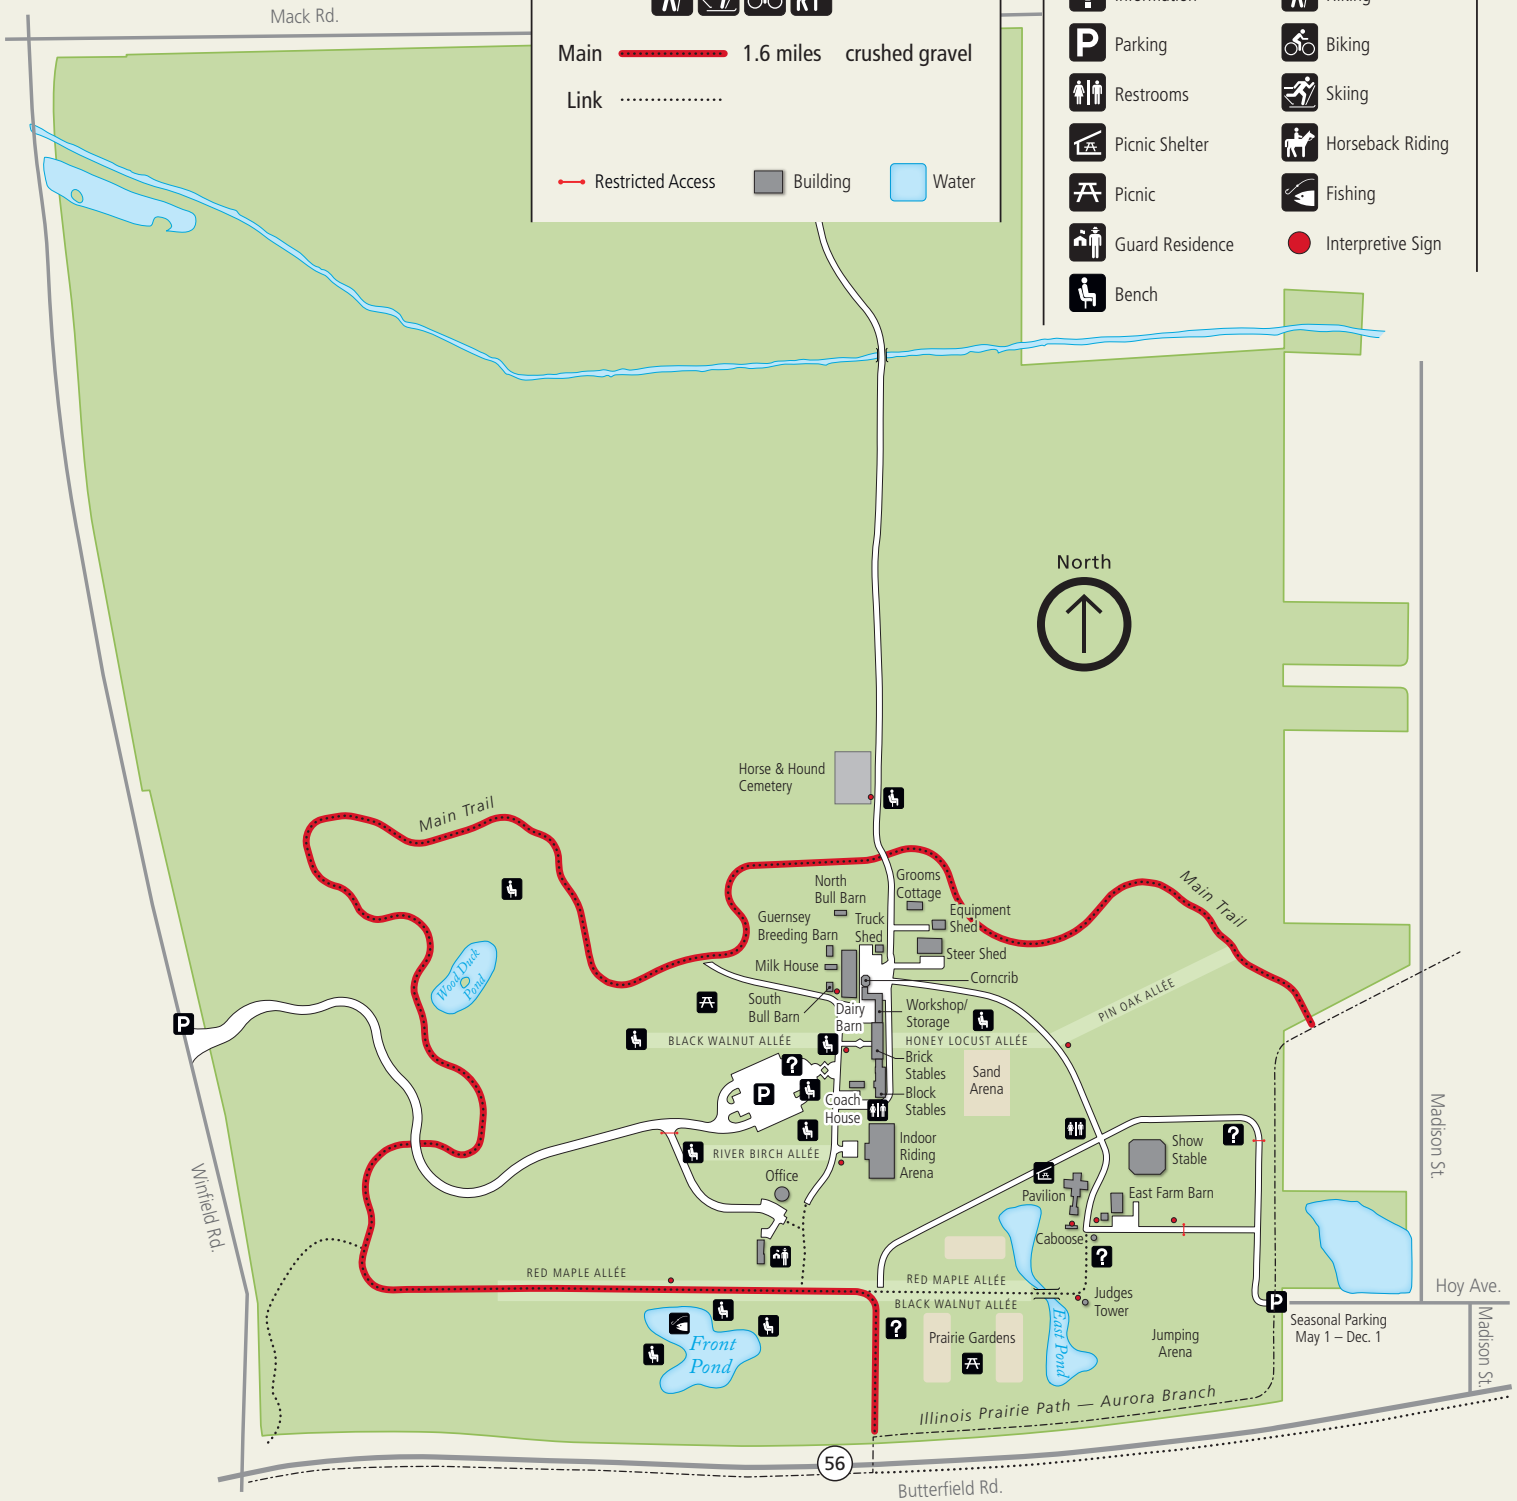 Mack Rd.
Main
1.6 miles
crushed gravel
Link
Restricted Access
Building
Water
Information
Hiking
P
Parking
Biking
Restrooms
Skiing
Picnic Shelter
Horseback Riding
Picnic
Fishing
Guard Residence
Interpretive Sign
Bench
North
Horse & Hound
Cemetery
Main Trail
North
Bull Barn
Grooms
Cottage
Main Trail
Guernsey
Breeding Barn
Truck
Shed
Equipment
Shed
Steer Shed
Milk House
Corncrib
Wood Duck
Pond
South
Bull Barn
Dairy
Barn
Workshop/
Storage
PIN OAK ALLÉE
P
BLACK WALNUT ALLÉE
HONEY LOCUST ALLÉE
?
Brick
Stables
Sand
Arena
P
Coach
House
Block
Stables
Madison St.
Winfield Rd.
RIVER BIRCH ALLÉE
Indoor
Riding
Arena
?
Show
Stable
Office
Pavilion
East Farm Barn
Caboose
?
RED MAPLE ALLÉE
RED MAPLE ALLÉE
Hoy Ave.
BLACK WALNUT ALLÉE
Judges
Tower
P
Seasonal Parking
May 1 – Dec. 1
Front
Pond
?
Prairie Gardens
East Pond
Jumping
Arena
Madison St.
Illinois Prairie Path — Aurora Branch
56
Butterfield Rd.